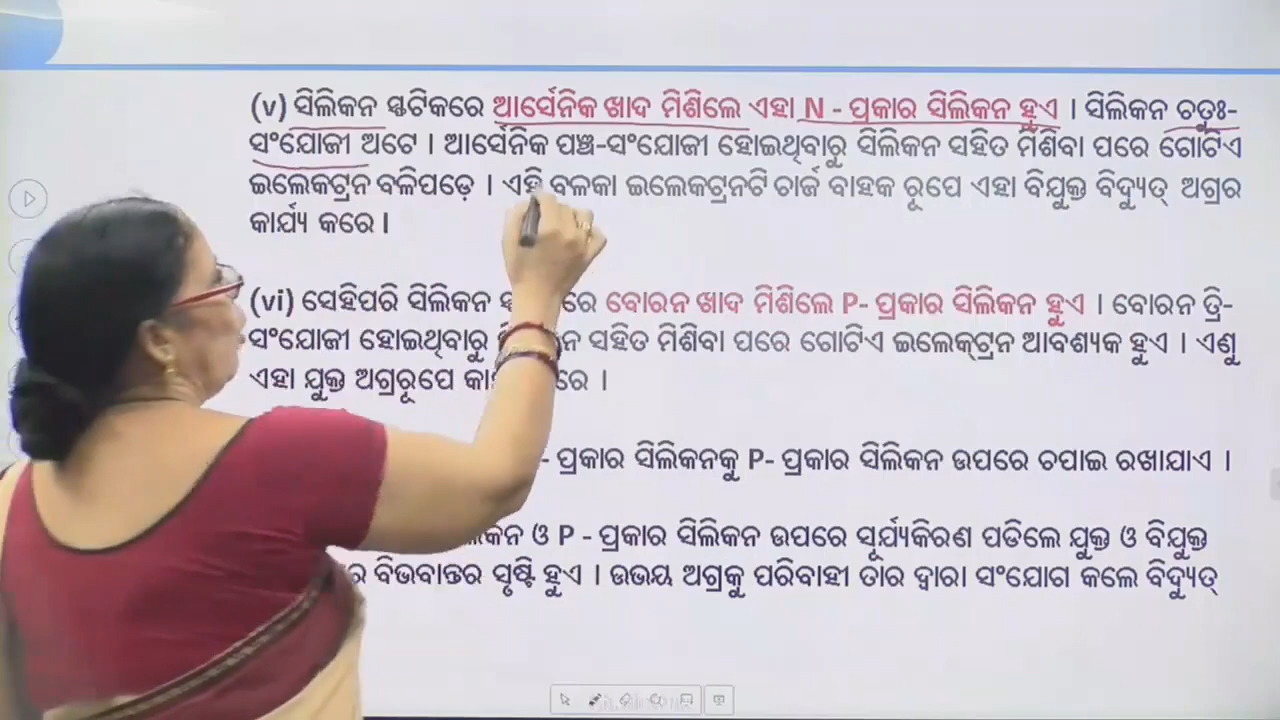 (v) ସିଲିକନ ସ୍ଫଟିକରେ ଆର୍ସେନିକ ଖାଦ ମିଶିଲେ ଏହା N - ପ୍ରକାର ସିଲିକନ ହୁଏ । ସିଲିକନ ଚତୁଃ-
ସଂଯୋଜୀ ଅଟେ । ଆର୍ସେନିକ ପଞ୍ଚ-ସଂଯୋଜୀ ହୋଇଥିବାରୁ ସିଲିକନ ସହିତ ମିଶିବା ପରେ ଗୋଟିଏ
ଇଲେକଟ୍ରନ ବଳିପଡ଼େ । ଏହି ବଳକା ଇଲେକଟ୍ରନଟି ଚାର୍ଜ ବାହକ ରୂପେ ଏହା ବିଯୁକ୍ତ ବିଦ୍ୟୁତ୍ ଅଗ୍ରର
କାର୍ଯ୍ୟ କରେ ।
(vi) ସେହିପରି ସିଲିକନ ବୋରନ ଖାଦ ମିଶିଲେ P- ପ୍ରକାର ସିଲିକନ ହୁଏ । ବୋରନ ତ୍ରି-
ସଂଯୋଜୀ ହୋଇଥିବାରୁ ସହିତ ମିଶିବା ପରେ ଗୋଟିଏ ଇଲେକ୍ଟ୍ରନ ଆବଶ୍ୟକ ହୁଏ । ଏଣୁ
ଏହା ଯୁକ୍ତ ଅଗ୍ରରୂପେ
- ପ୍ରକାର ସିଲିକନକୁ P- ପ୍ରକାର ସିଲିକନ ଉପରେ ଚପାଇ ରଖାଯାଏ ।
ଓ P - ପ୍ରକାର ସିଲିକନ ଉପରେ ସୂର୍ଯ୍ୟକିରଣ ପଡିଲେ ଯୁକ୍ତ ଓ ବିଯୁକ୍ତ
ବିଭବାନ୍ତର ସୃଷ୍ଟି ହୁଏ । ଉଭୟ ଅଗ୍ରକୁ ପରିବାହୀ ତାର ଦ୍ୱାରା ସଂଯୋଗ କଲେ ବିଦ୍ୟୁତ୍